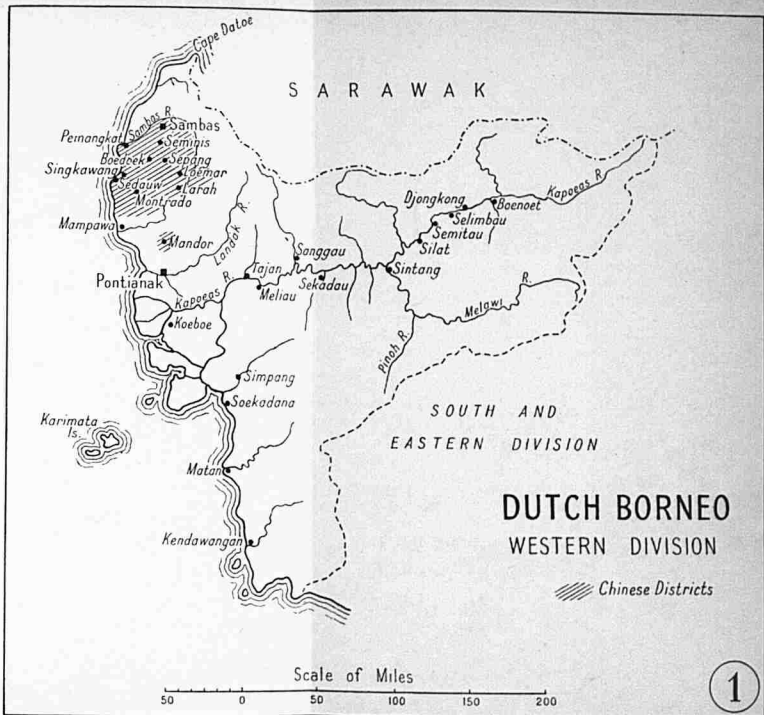 Cape Datoe
SARAWAK
Sambas R.
Sambas
Pemangkat
Seminis
Boedoek
Sepang
Singkawang
Loemar
Sedauw
Larah
Montrado
Mampawa
Mandor
Landak R.
Pontianak
Kapoeas R.
Tajan
Meliau
Koeboe
Sanggau
Sekadau
Sintang
Silat
Semitau
Selimbau
Djongkong
Boenoet
Kapoeas R.
Melawi R.
Pinoh R.
Simpang
Soekadana
Karimata
Is.
Matan
Kendawangan
SOUTH AND
EASTERN DIVISION
DUTCH BORNEO
WESTERN DIVISION
Chinese Districts
Scale of Miles
50 0 50 100 150 200
1